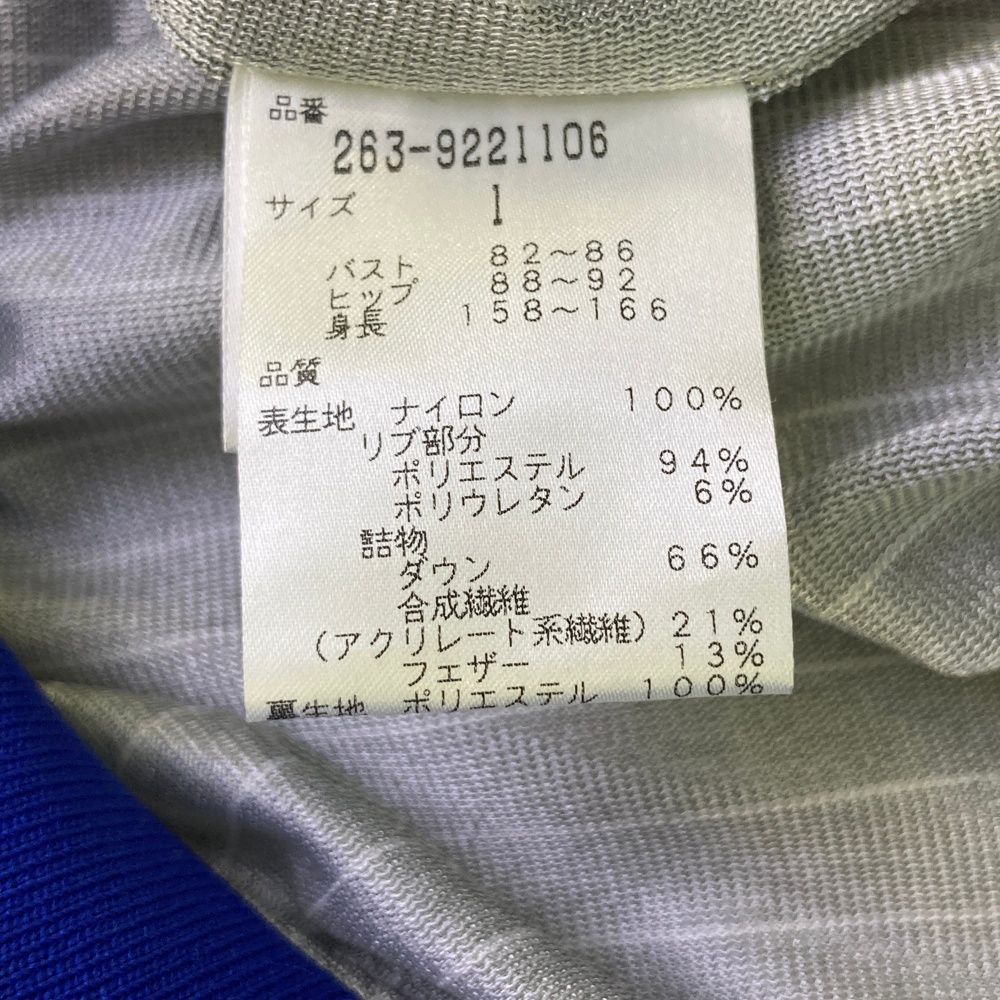 品番
263-9221106
サイズ 1
バスト 82～86
ヒップ 88～92
身長 158～166
品質
表生地 ナイロン 100%
リブ部分
ポリエステル 94%
ポリウレタン 6%
詰物
ダウン 66%
合成繊維
(アクリレート系繊維) 21%
フェザー 13%
裏生地 ポリエステル 100%